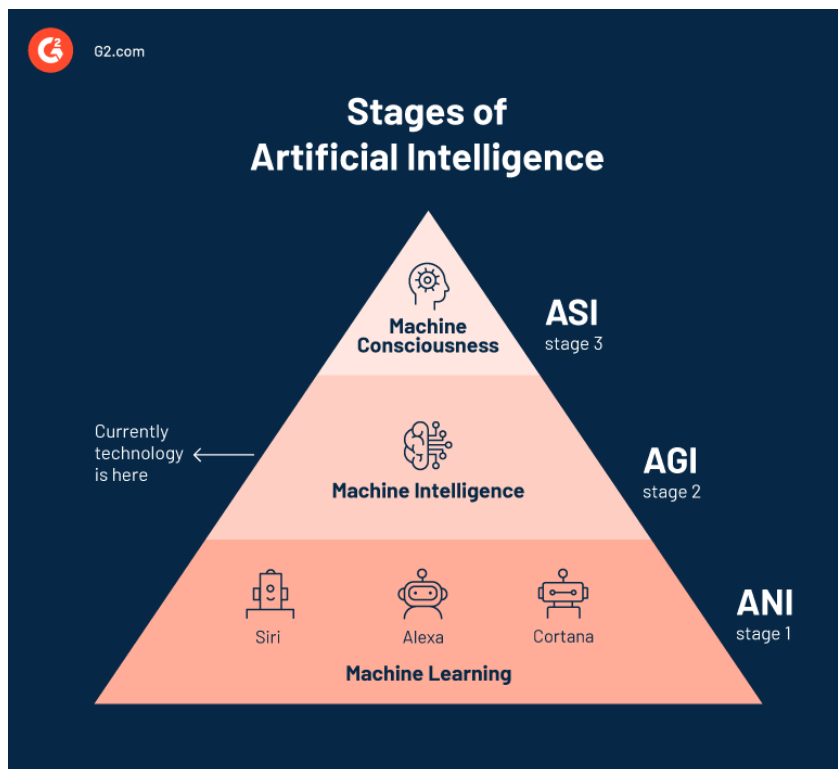 G2.com
Stages of
Artificial Intelligence
Machine
Consciousness
ASI
stage 3
Currently
technology
is here
Machine Intelligence
AGI
stage 2
Siri
Alexa
Cortana
Machine Learning
ANI
stage 1